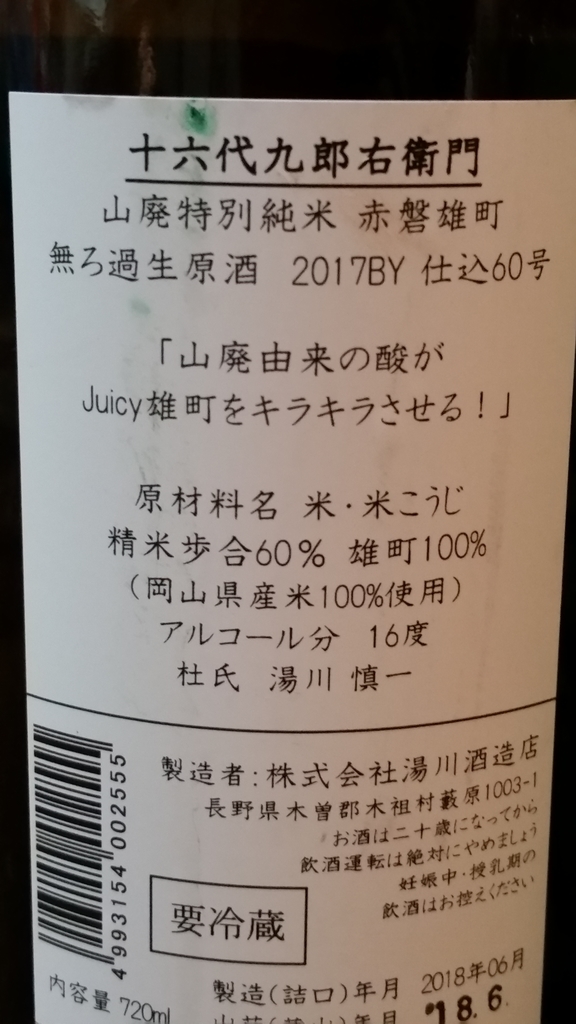 十六代九郎右衛門
山廃特別純米 赤磐雄町
無ろ過生原酒 2017BY 仕込60号
「山廃由来の酸が
Juicy雄町をキラキラさせる！」
原材料名 米・米こうじ
精米歩合60% 雄町100%
（岡山県産米100%使用）
アルコール分 16度
杜氏 湯川 慎一
製造者：株式会社湯川酒造店
長野県木曽郡木祖村薮原1003-1
お酒は二十歳になってから
飲酒運転は絶対にやめましょう
妊娠中・授乳期の
飲酒はお控えください
4993154002555
要冷蔵
内容量 720ml
製造（詰口）年月 2018年06月
年月 '18.6.